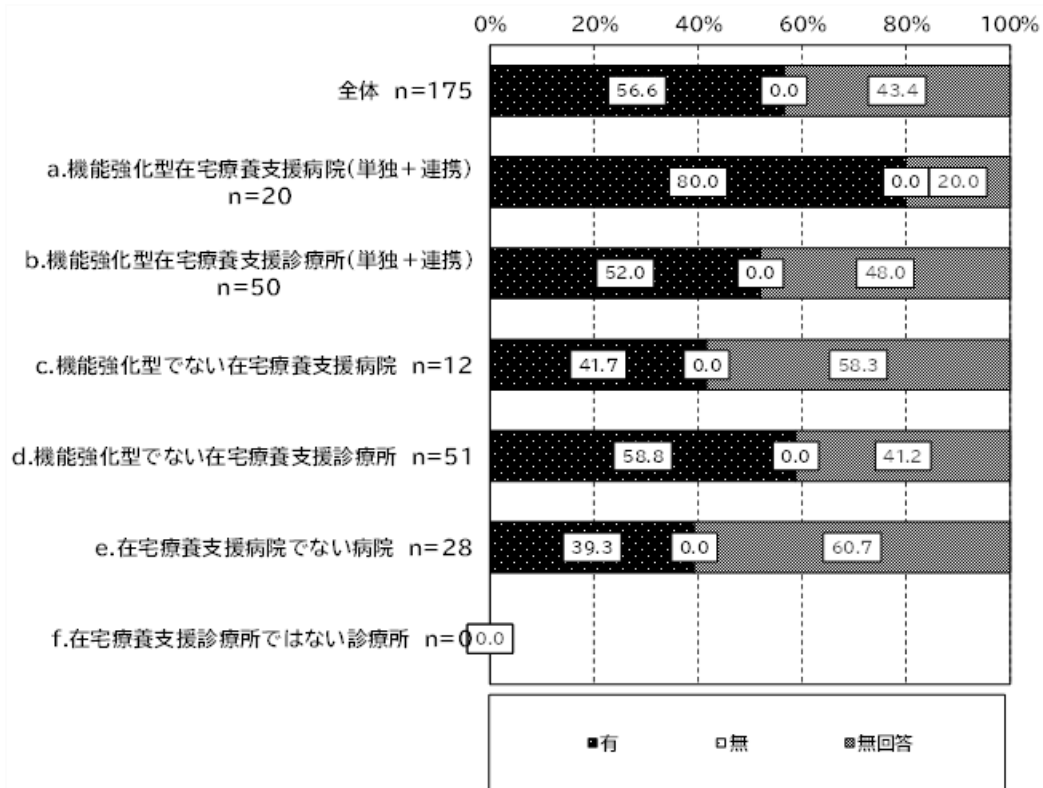 0% 20% 40% 60% 80% 100%
全体 n=175
56.6 0.0 43.4
a.機能強化型在宅療養支援病院(単独+連携)
n=20
80.0 0.0 20.0
b.機能強化型在宅療養支援診療所(単独+連携)
n=50
52.0 0.0 48.0
c.機能強化型でない在宅療養支援病院 n=12
41.7 0.0 58.3
d.機能強化型でない在宅療養支援診療所 n=51
58.8 0.0 41.2
e.在宅療養支援病院でない病院 n=28
39.3 0.0 60.7
f.在宅療養支援診療所ではない診療所 n=0
0.0
■有 □無 ■無回答